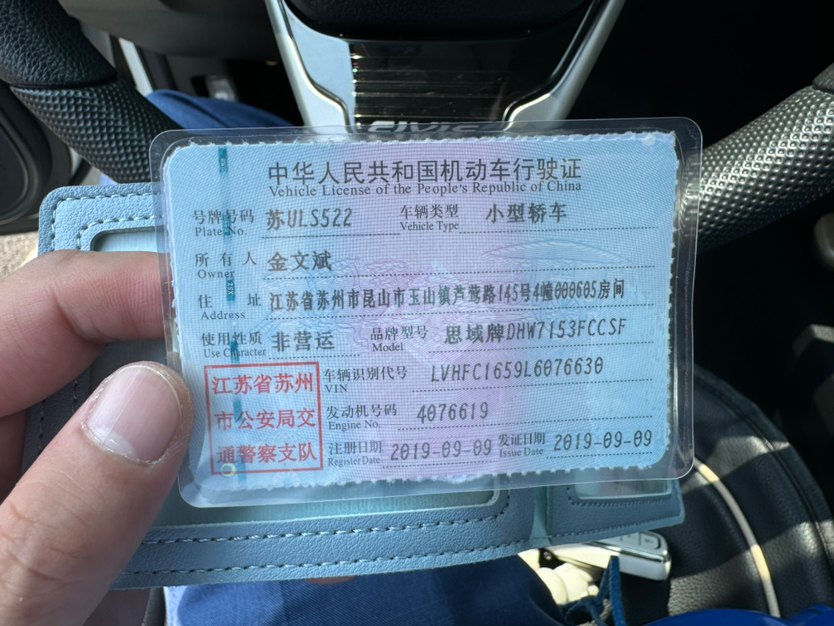 CIVIC
中华人民共和国机动车行驶证
Vehicle License of the People's Republic of China
号牌号码 苏ULS522 车辆类型 小型轿车
Plate No. Vehicle Type
所有人 金文斌
Owner
住址 江苏省苏州市昆山市玉山镇芦莺路145号4幢000605房间
Address
使用性质 非营运 品牌型号 思域牌DHW7153FCCSF
Use Character Model
江苏省苏州 车辆识别代号 LVHFC1659L6076630
VIN
市公安局交 发动机号码 4076619
Engine No.
通警察支队 注册日期 2019-09-09 发证日期 2019-09-09
Register Date Issue Date